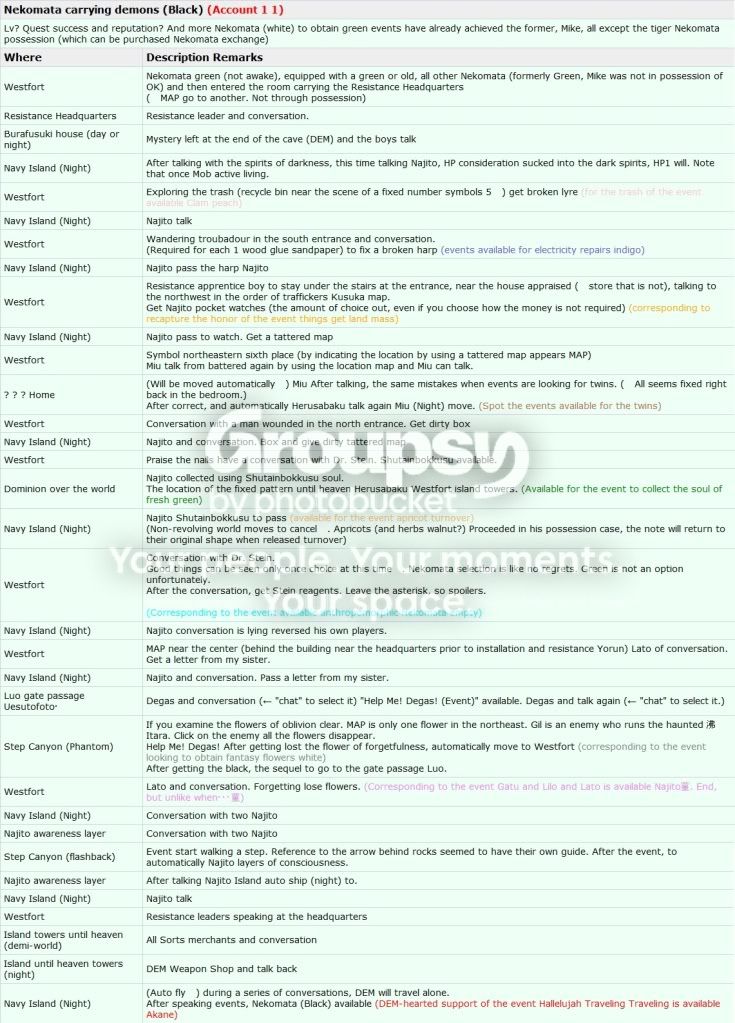 Nekomata carrying demons (Black) (Account 1 1)
Lv? Quest success and reputation? And more Nekomata (white) to obtain green events have already achieved the former, Mike, all except the tiger Nekomata
possession (which can be purchased Nekomata exchange)
Where Description Remarks
Westfort Nekomata green (not awake), equipped with a green or old, all other Nekomata (formerly Green, Mike was not in possession of
OK) and then entered the room carrying the Resistance Headquarters
( MAP go to another. Not through possession)
Resistance Headquarters Resistance leader and conversation.
Burafusuki house (day or
night) Mystery left at the end of the cave (DEM) and the boys talk
Navy Island (Night) After talking with the spirits of darkness, this time talking Najito, HP consideration sucked into the dark spirits, HP1 will. Note
that once Mob active living.
Westfort Exploring the trash (recycle bin near the scene of a fixed number symbols 5 ) get broken lyre (for the trash of the event
available Clam peach)
Navy Island (Night) Najito talk
Westfort Wandering troubadour in the south entrance and conversation.
(Required for each 1 wood glue sandpaper) to fix a broken harp (events available for electricity repairs indigo)
Navy Island (Night) Najito pass the harp Najito
Westfort Resistance apprentice boy to stay under the stairs at the entrance, near the house appraised ( store that is not), talking to
the northwest in the order of traffickers Kusuka map.
Get Najito pocket watches (the amount of choice out, even if you choose how the money is not required) (corresponding to
recapture the honor of the event things get land mass)
Navy Island (Night) Najito pass to watch. Get a tattered map
Westfort Symbol northeastern sixth place (by indicating the location by using a tattered map appears MAP)
Miu talk from battered again by using the location map and Miu can talk.
? ? ? Home (Will be moved automatically ) Miu After talking, the same mistakes when events are looking for twins. ( All seems fixed right
back in the bedroom.)
After correct, and automatically Herusabaku talk again Miu (Night) move. (Spot the events available for the twins)
Westfort Conversation with a man wounded in the north entrance. Get dirty box
Navy Island (Night) Najito and conversation. Box and give dirty tattered map
Westfort Praise the nails have a conversation with Dr. Stein. Shutainbokkusu available.
Dominion over the world Najito collected using Shutainbokkusu soul.
The location of the fixed pattern until heaven Herusabaku Westfort island towers. (Available for the event to collect the soul of
fresh green)
Navy Island (Night) Najito Shutainbokkusu to pass (available for the event apricot turnover)
(Non-revolving world moves to cancel . Apricots (and herbs walnut?) Proceeded in his possession case, the note will return to
their original shape when released turnover)
Westfort Conversation with Dr. Stein.
Good things can be seen only once choice at this time . Nekomata selection is like no regrets. Green is not an option
unfortunately.
After the conversation, get Stein reagents. Leave the asterisk, so spoilers.
(Corresponding to the event available anthropomorphic Nekomata empty)
Navy Island (Night) Najito conversation is lying reversed his own players.
Westfort MAP near the center (behind the building near the headquarters prior to installation and resistance Yorun) Lato of conversation.
Get a letter from my sister.
Navy Island (Night) Najito and conversation. Pass a letter from my sister.
Luo gate passage
Uesutofoto· Degas and conversation (← "chat" to select it) "Help Me! Degas! (Event)" available. Degas and talk again (← "chat" to select it.)
Step Canyon (Phantom) If you examine the flowers of oblivion clear. MAP is only one flower in the northeast. Gil is an enemy who runs the haunted 沸
Itara. Click on the enemy all the flowers disappear.
Help Me! Degas! After getting lost the flower of forgetfulness, automatically move to Westfort (corresponding to the event
looking to obtain fantasy flowers white)
After getting the black, the sequel to go to the gate passage Luo.
Westfort Lato and conversation. Forgetting lose flowers. (Corresponding to the event Gatu and Lilo and Lato is available Najito菫. End,
but unlike when···菫)
Navy Island (Night) Conversation with two Najito
Najito awareness layer Conversation with two Najito
Step Canyon (flashback) Event start walking a step. Reference to the arrow behind rocks seemed to have their own guide. After the event, to
automatically Najito layers of consciousness.
Najito awareness layer After talking Najito Island auto ship (night) to.
Navy Island (Night) Najito talk
Westfort Resistance leaders speaking at the headquarters
Island towers until heaven
(demi-world) All Sorts merchants and conversation
Island until heaven towers
(night) DEM Weapon Shop and talk back
Navy Island (Night) (Auto fly ) during a series of conversations, DEM will travel alone.
After speaking events, Nekomata (Black) available (DEM-hearted support of the event Hallelujah Traveling Traveling is available
Akane)
Groupsy
by photobucket
Your people. Your moments.
Your space.